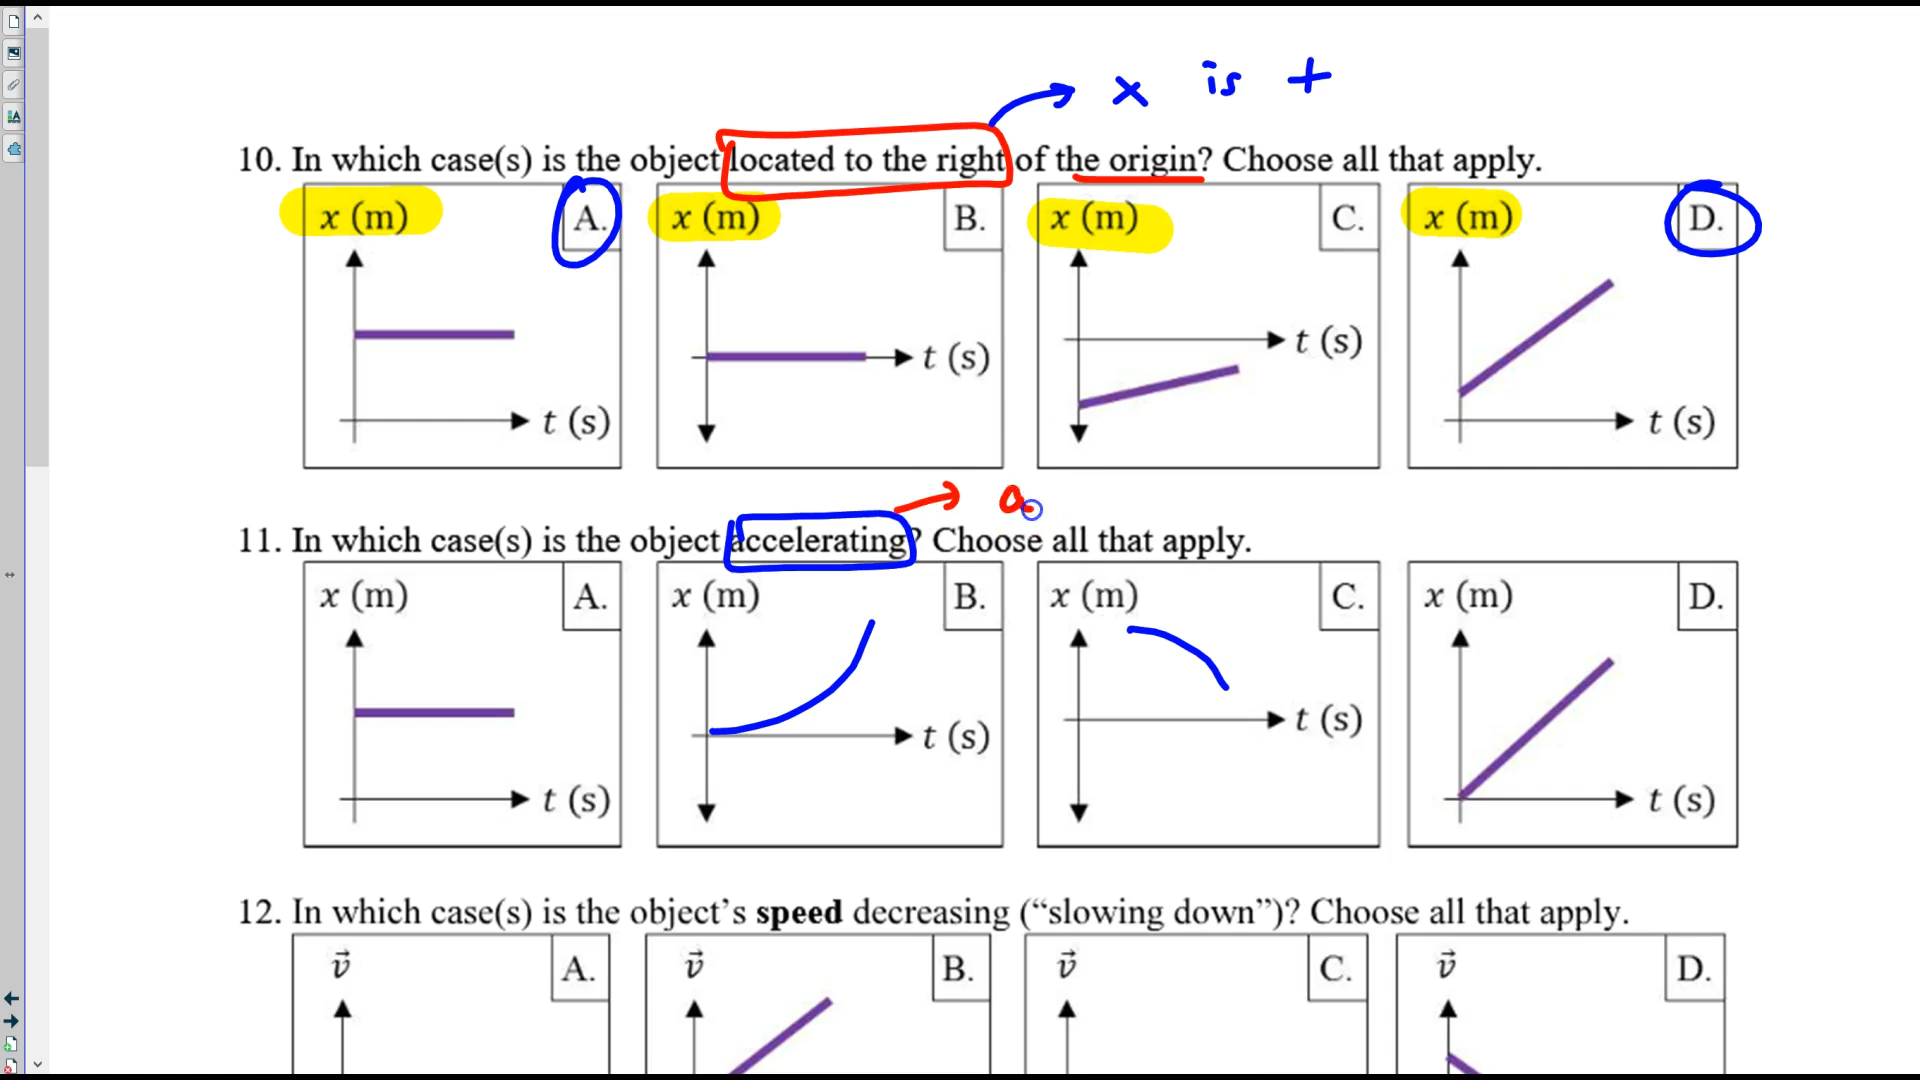 x is +
10. In which case(s) is the object located to the right of the origin? Choose all that apply.
x (m) A. x (m) B. x (m) C. x (m) D.
t (s) t (s) t (s) t (s)
a
11. In which case(s) is the object accelerating? Choose all that apply.
x (m) A. x (m) B. x (m) C. x (m) D.
t (s) t (s) t (s) t (s)
12. In which case(s) is the object’s speed decreasing (“slowing down”)? Choose all that apply.
v⃗ A. v⃗ B. v⃗ C. v⃗ D.